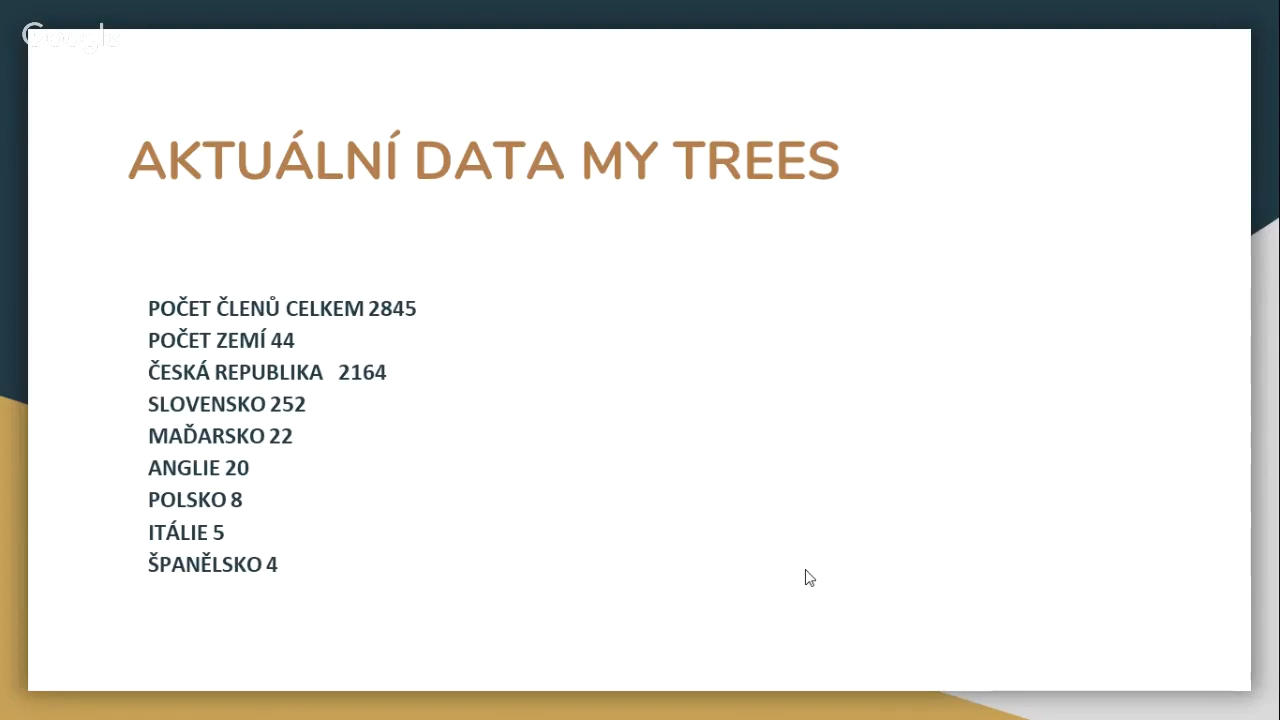 Google
AKTUÁLNÍ DATA MY TREES
POČET ČLENŮ CELKEM 2845
POČET ZEMÍ 44
ČESKÁ REPUBLIKA 2164
SLOVENSKO 252
MAĎARSKO 22
ANGLIE 20
POLSKO 8
ITÁLIE 5
ŠPANĚLSKO 4